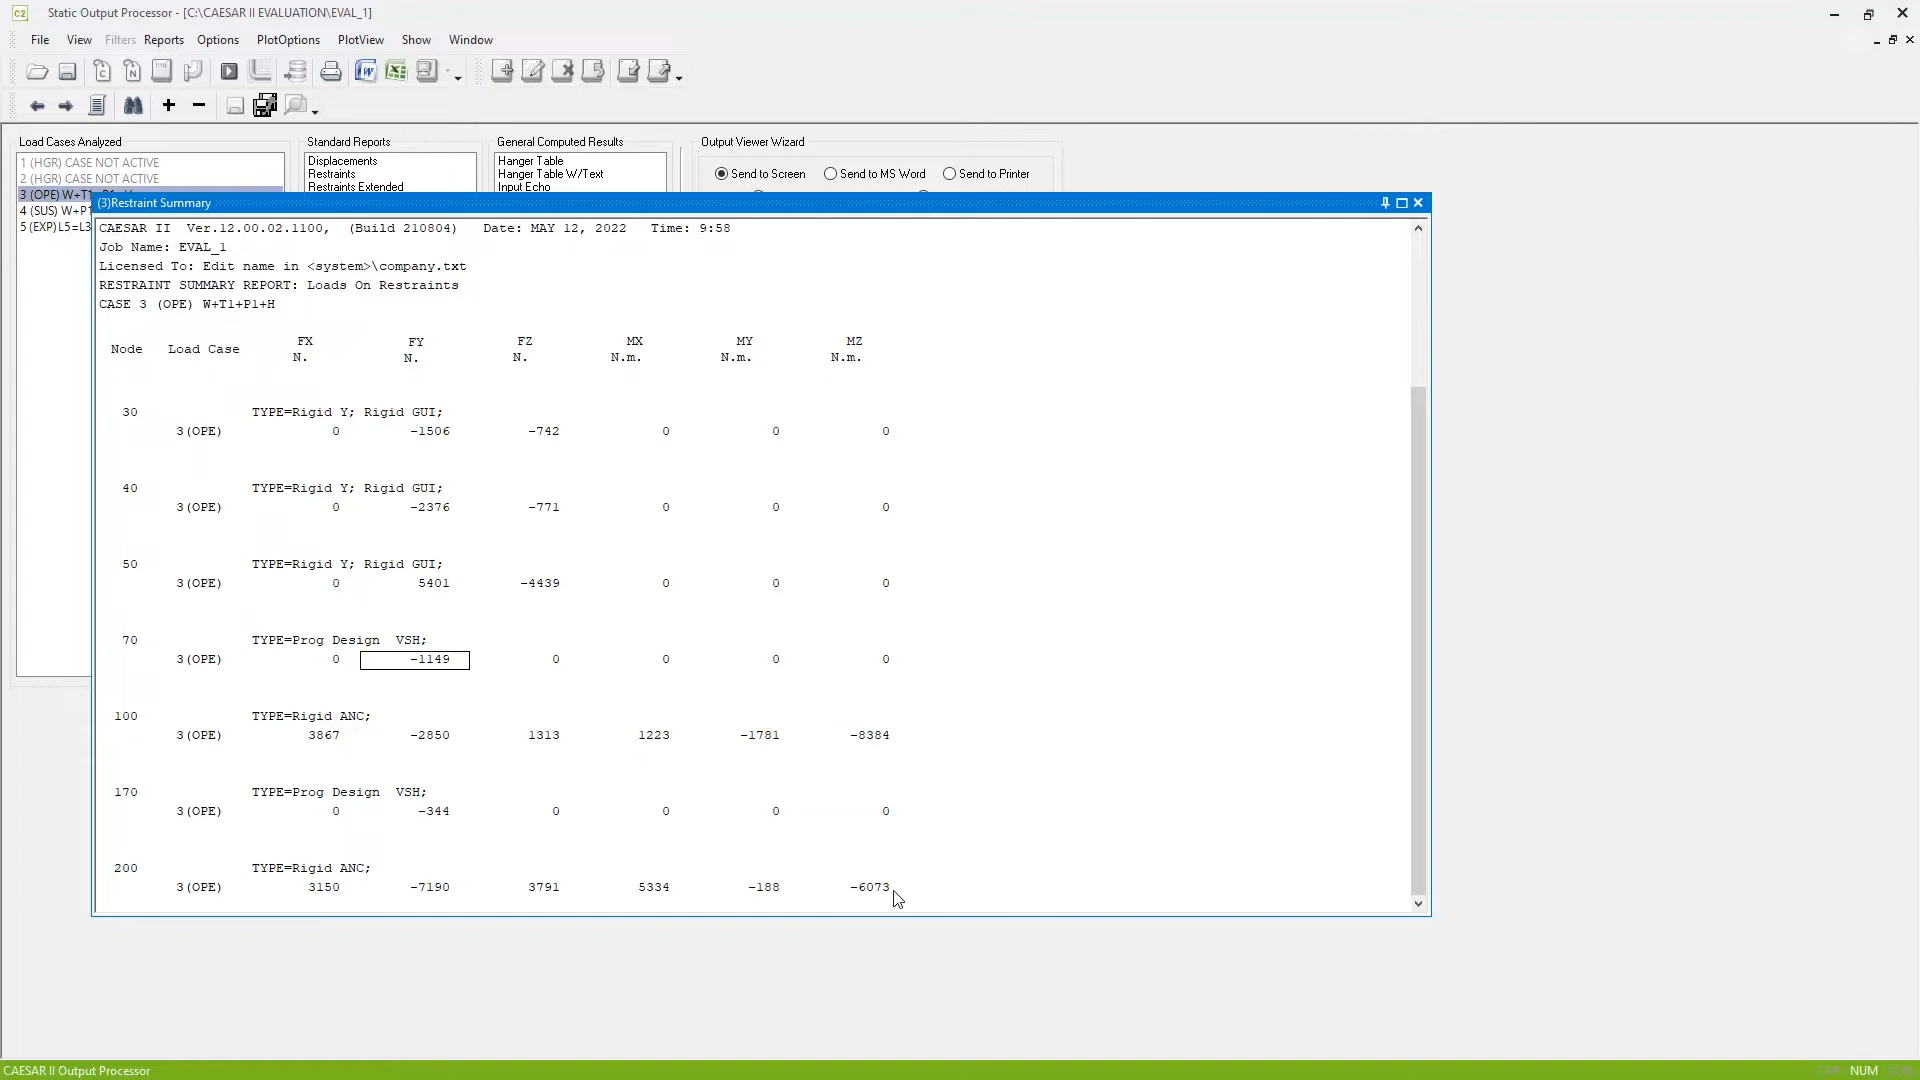 C2 Static Output Processor - [C:\CAESAR II EVALUATION\EVAL_1]
File View Filters Reports Options PlotOptions PlotView Show Window
Load Cases Analyzed
1 (HGR) CASE NOT ACTIVE
2 (HGR) CASE NOT ACTIVE
3 (OPE) W+T1
4 (SUS) W+P1
5 (EXP) L5=L3
Standard Reports
Displacements
Restraints
Restraints Extended
General Computed Results
Hanger Table
Hanger Table W/Text
Input Echo
Output Viewer Wizard
Send to Screen Send to MS Word Send to Printer
(3)Restraint Summary
CAESAR II Ver.12.00.02.1100, (Build 210804) Date: MAY 12, 2022 Time: 9:58
Job Name: EVAL_1
Licensed To: Edit name in <system>\company.txt
RESTRAINT SUMMARY REPORT: Loads On Restraints
CASE 3 (OPE) W+T1+P1+H
Node Load Case FX N. FY N. FZ N. MX N.m. MY N.m. MZ N.m.
30 TYPE=Rigid Y; Rigid GUI;
3(OPE) 0 -1506 -742 0 0 0
40 TYPE=Rigid Y; Rigid GUI;
3(OPE) 0 -2376 -771 0 0 0
50 TYPE=Rigid Y; Rigid GUI;
3(OPE) 0 5401 -4439 0 0 0
70 TYPE=Prog Design VSH;
3(OPE) 0 -1149 0 0 0 0
100 TYPE=Rigid ANC;
3(OPE) 3867 -2850 1313 1223 -1781 -8384
170 TYPE=Prog Design VSH;
3(OPE) 0 -344 0 0 0 0
200 TYPE=Rigid ANC;
3(OPE) 3150 -7190 3791 5334 -188 -6073
CAESAR II Output Processor
NUM